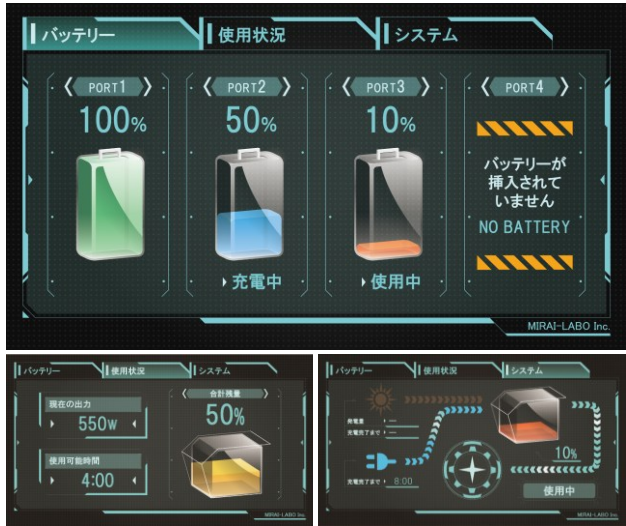 バッテリー
使用状況
システム
PORT1
100%
PORT2
50%
充電中
PORT3
10%
使用中
PORT4
バッテリーが
挿入されて
いません
NO BATTERY
MIRAI-LABO Inc.
バッテリー
使用状況
システム
現在の出力
550w
使用可能時間
4:00
合計残量
50%
MIRAI-LABO Inc.
バッテリー
使用状況
システム
発電量
充電完了まで
充電完了まで
8:00
10%
使用中
MIRAI-LABO Inc.